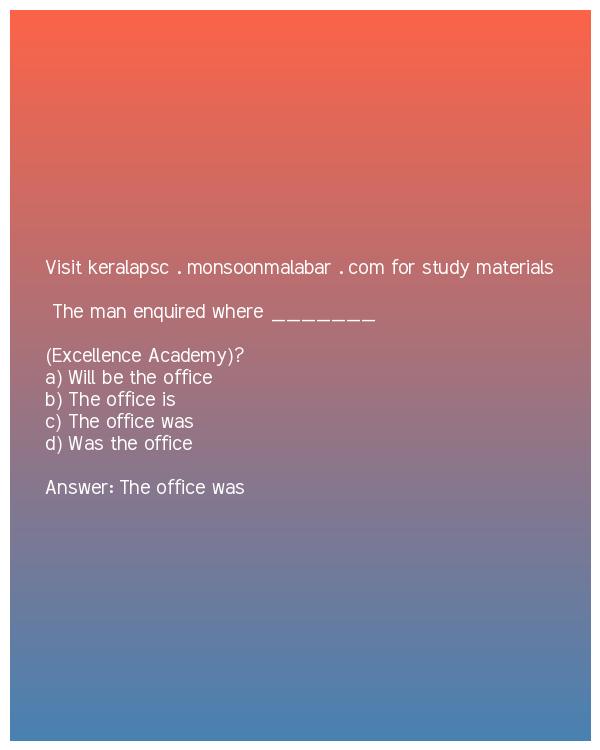 Visit keralapsc . monsoonmalabar . com for study materials
The man enquired where _______
(Excellence Academy)?
a) Will be the office
b) The office is
c) The office was
d) Was the office
Answer: The office was